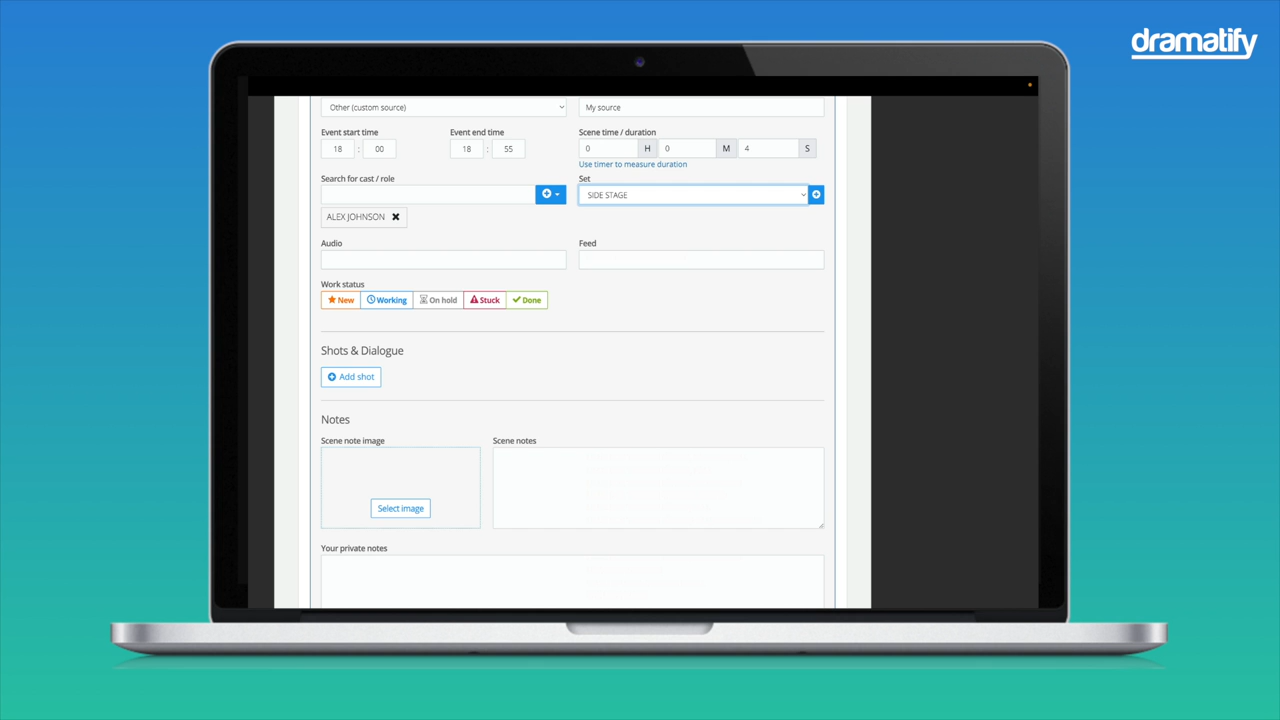 dramatify
Other (custom source) My source
Event start time Event end time Scene time / duration
18 : 00 18 : 55 0 H 0 M 4 S
Use timer to measure duration
Search for cast / role Set
SIDE STAGE
ALEX JOHNSON
Audio Feed
Work status
New Working On hold Stuck Done
Shots & Dialogue
Add shot
Notes
Scene note image Scene notes
Select image
Your private notes